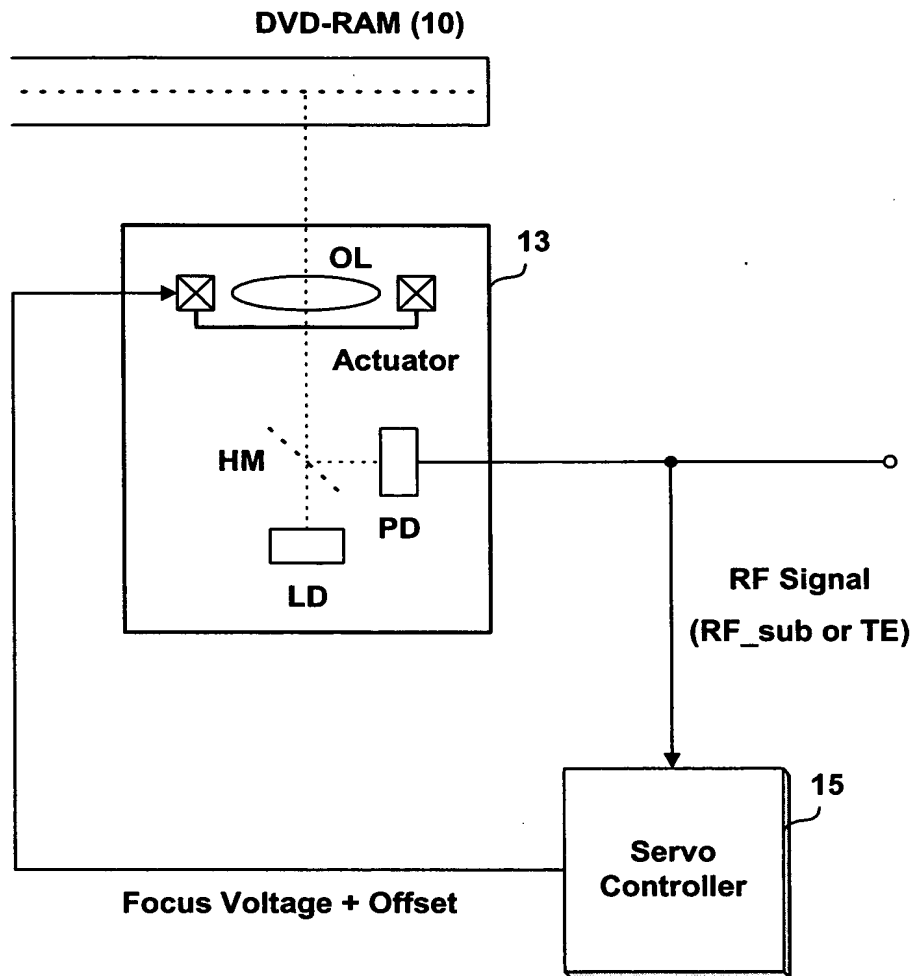 DVD-RAM (10)
13
OL
Actuator
HM
PD
LD
RF Signal
(RF_sub or TE)
15
Servo
Controller
Focus Voltage + Offset